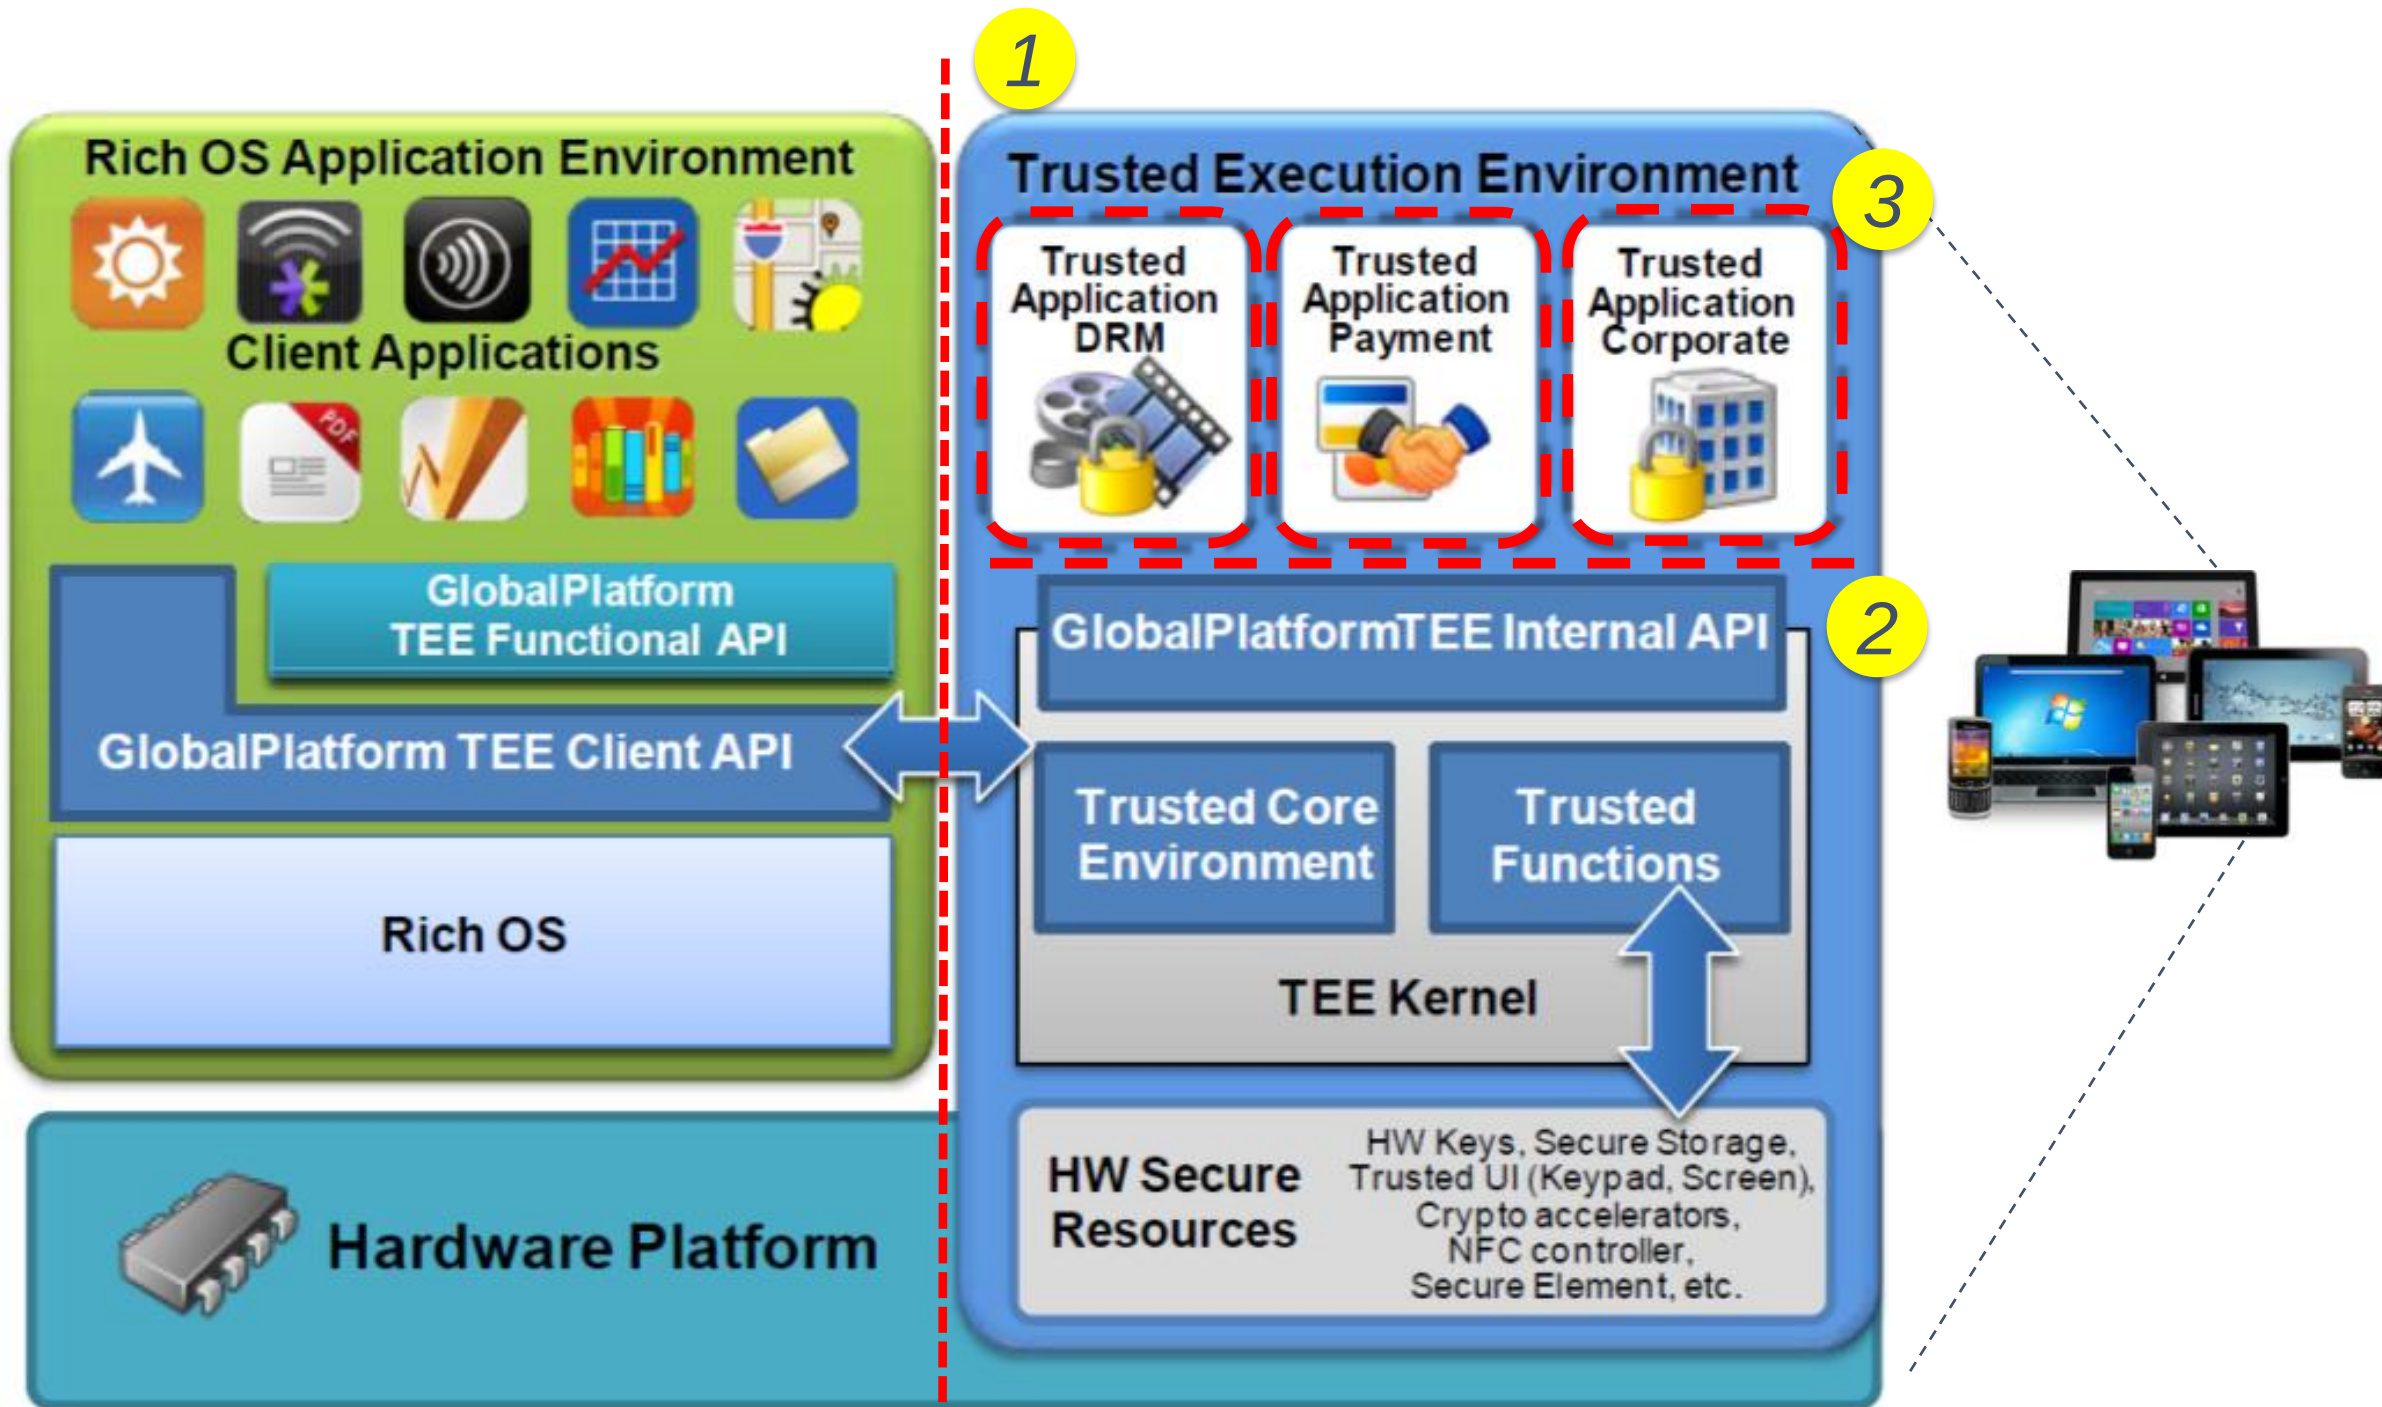 1
Rich OS Application Environment
Client Applications
PDF
GlobalPlatform
TEE Functional API
GlobalPlatform TEE Client API
Rich OS
Hardware Platform
Trusted Execution Environment
3
Trusted
Application
DRM
Trusted
Application
Payment
Trusted
Application
Corporate
2
GlobalPlatformTEE Internal API
Trusted Core
Environment
Trusted
Functions
TEE Kernel
HW Secure
Resources
HW Keys, Secure Storage,
Trusted UI (Keypad, Screen),
Crypto accelerators,
NFC controller,
Secure Element, etc.